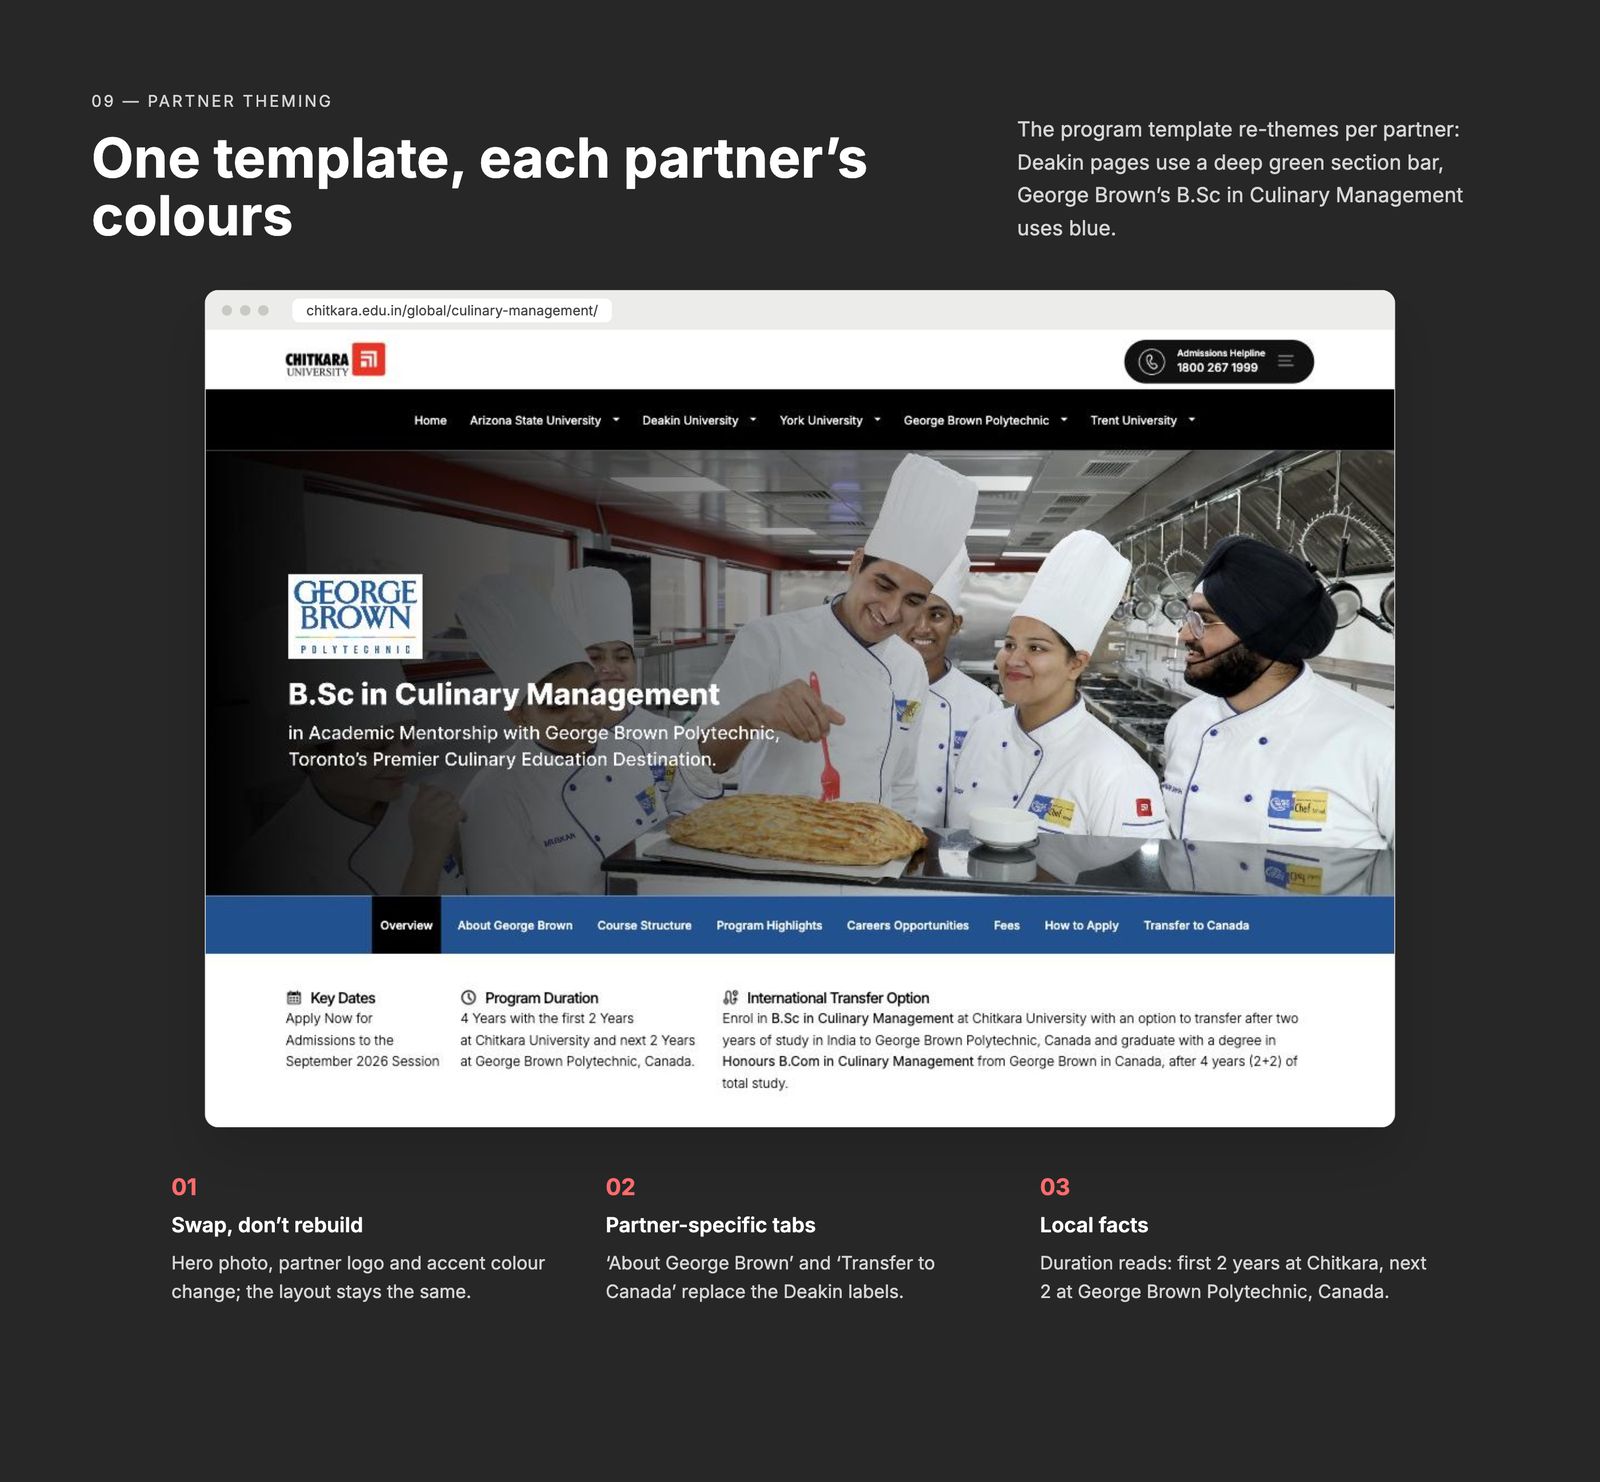 09 — PARTNER THEMING
One template, each partner’s
colours
The program template re-themes per partner:
Deakin pages use a deep green section bar,
George Brown’s B.Sc in Culinary Management
uses blue.
chitkara.edu.in/global/culinary-management/
CHITKARA
UNIVERSITY
Admissions Helpline
1800 267 1999
Home Arizona State University Deakin University York University George Brown Polytechnic Trent University
GEORGE
BROWN
POLYTECHNIC
B.Sc in Culinary Management
in Academic Mentorship with George Brown Polytechnic,
Toronto’s Premier Culinary Education Destination.
MUSKAN
Chef
Chef
Overview About George Brown Course Structure Program Highlights Careers Opportunities Fees How to Apply Transfer to Canada
Key Dates
Apply Now for
Admissions to the
September 2026 Session
Program Duration
4 Years with the first 2 Years
at Chitkara University and next 2 Years
at George Brown Polytechnic, Canada.
International Transfer Option
Enrol in B.Sc in Culinary Management at Chitkara University with an option to transfer after two
years of study in India to George Brown Polytechnic, Canada and graduate with a degree in
Honours B.Com in Culinary Management from George Brown in Canada, after 4 years (2+2) of
total study.
01
Swap, don’t rebuild
Hero photo, partner logo and accent colour
change; the layout stays the same.
02
Partner-specific tabs
‘About George Brown’ and ‘Transfer to
Canada’ replace the Deakin labels.
03
Local facts
Duration reads: first 2 years at Chitkara, next
2 at George Brown Polytechnic, Canada.